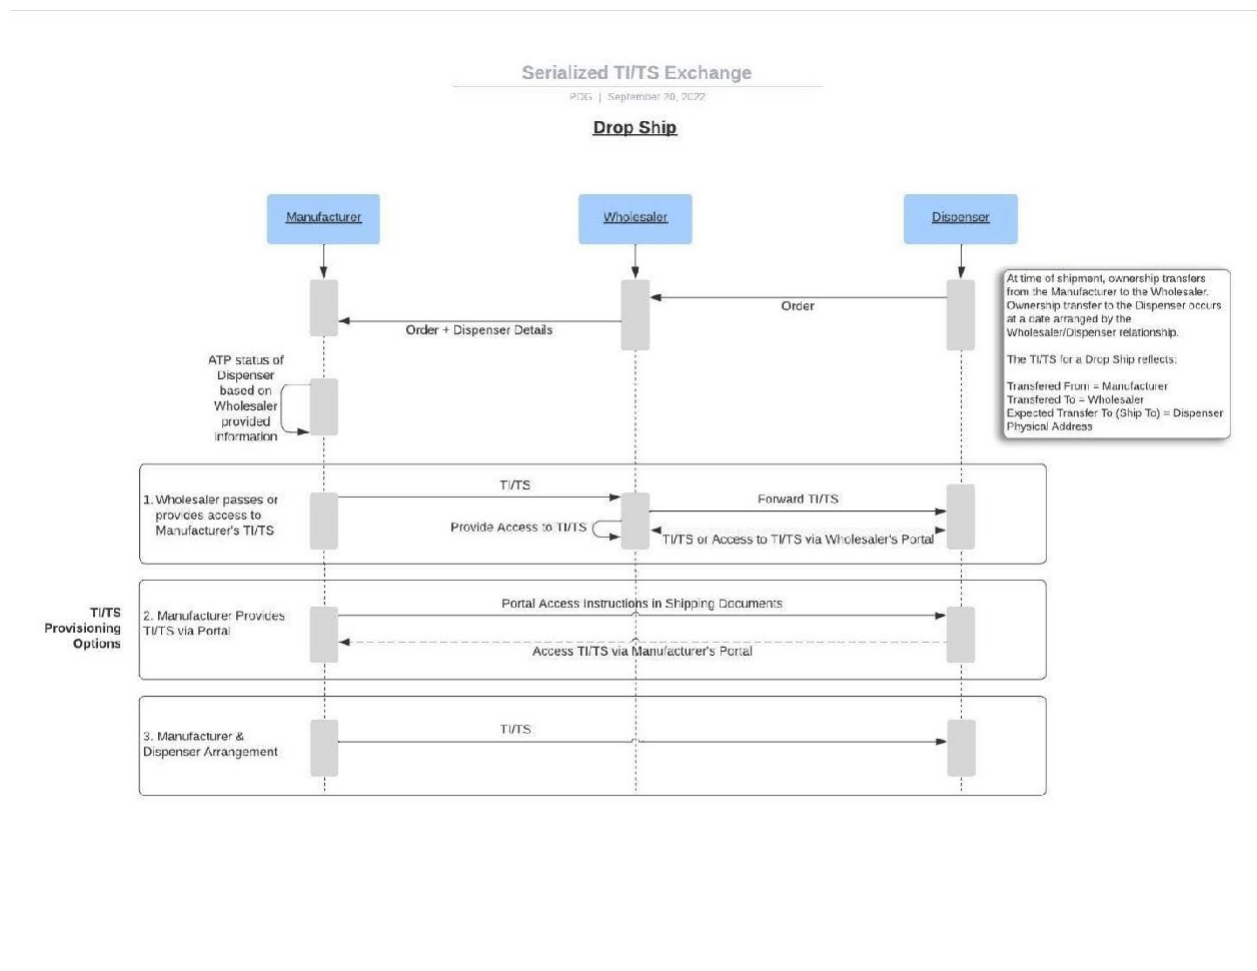 Serialized TI/TS Exchange
PDG | September 20, 2022
Drop Ship
Manufacturer
Wholesaler
Dispenser
Order
Order + Dispenser Details
At time of shipment, ownership transfers
from the Manufacturer to the Wholesaler.
Ownership transfer to the Dispenser occurs
at a date arranged by the
Wholesaler/Dispenser relationship.
The TI/TS for a Drop Ship reflects:
Transfered From = Manufacturer
Transfered To = Wholesaler
Expected Transfer To (Ship To) = Dispenser
Physical Address
ATP status of
Dispenser
based on
Wholesaler
provided
information
TI/TS
Provisioning
Options
1. Wholesaler passes or
provides access to
Manufacturer's TI/TS
TI/TS
Forward TI/TS
Provide Access to TI/TS
TI/TS or Access to TI/TS via Wholesaler's Portal
2. Manufacturer Provides
TI/TS via Portal
Portal Access Instructions in Shipping Documents
Access TI/TS via Manufacturer's Portal
3. Manufacturer &
Dispenser Arrangement
TI/TS